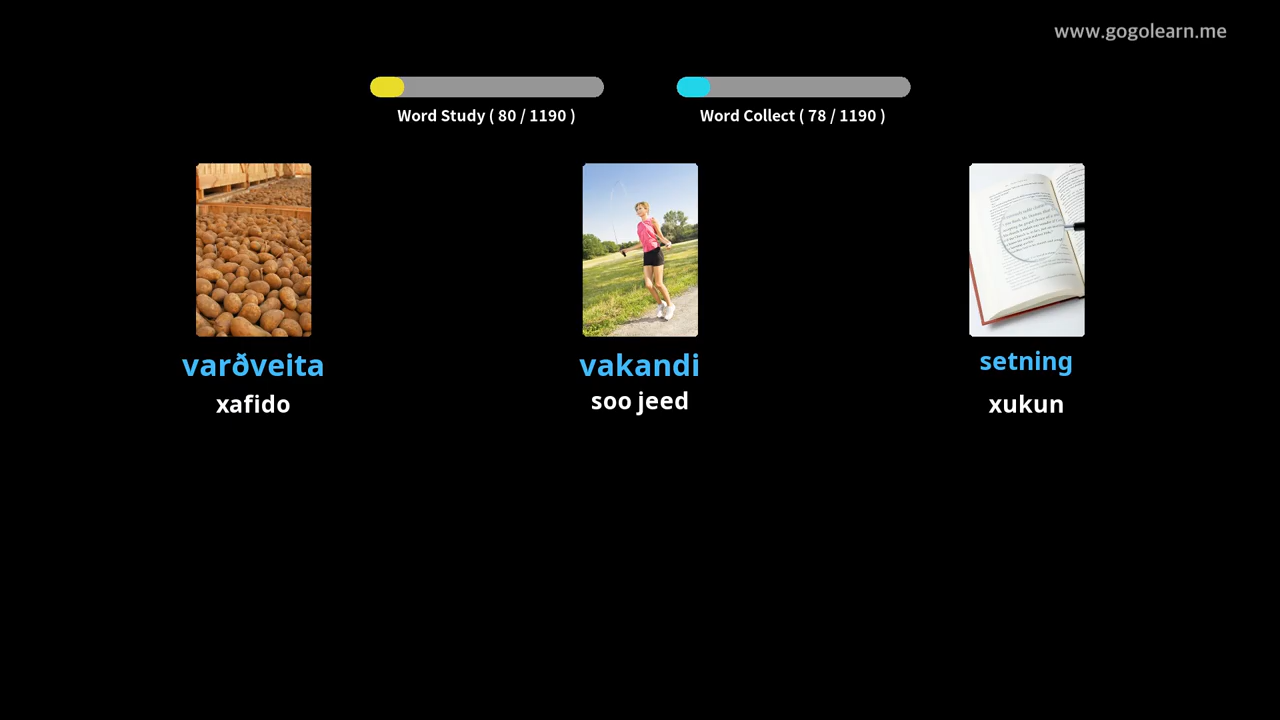 www.gogolearn.me
Word Study ( 80 / 1190 )
Word Collect ( 78 / 1190 )
varðveita
vakandi
setning
xafido
soo jeed
xukun